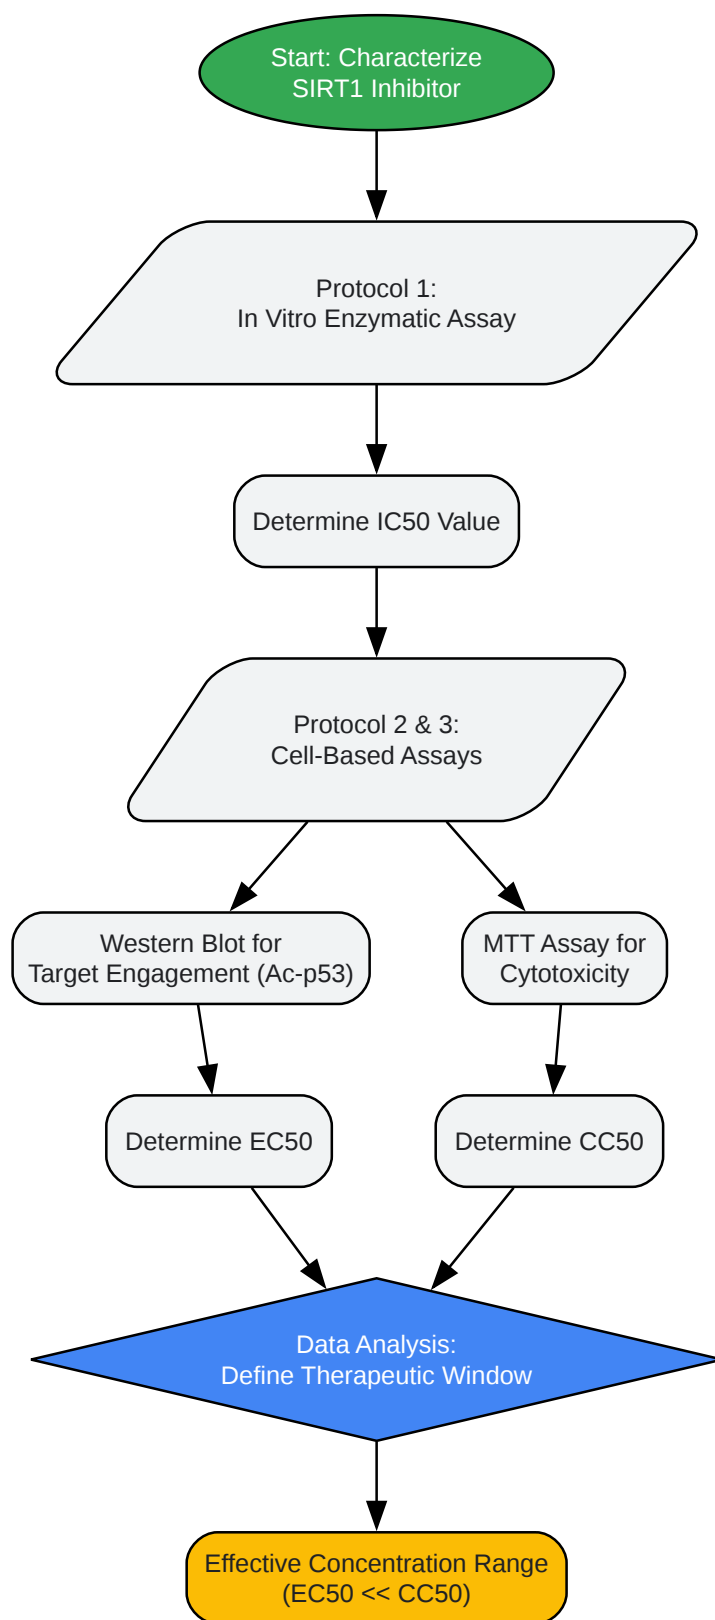 Start: Characterize
SIRT1 Inhibitor
Protocol 1:
In Vitro Enzymatic Assay
Determine IC50 Value
Protocol 2 & 3:
Cell-Based Assays
Western Blot for
Target Engagement (Ac-p53)
MTT Assay for
Cytotoxicity
Determine EC50
Determine CC50
Data Analysis:
Define Therapeutic Window
Effective Concentration Range
(EC50 << CC50)